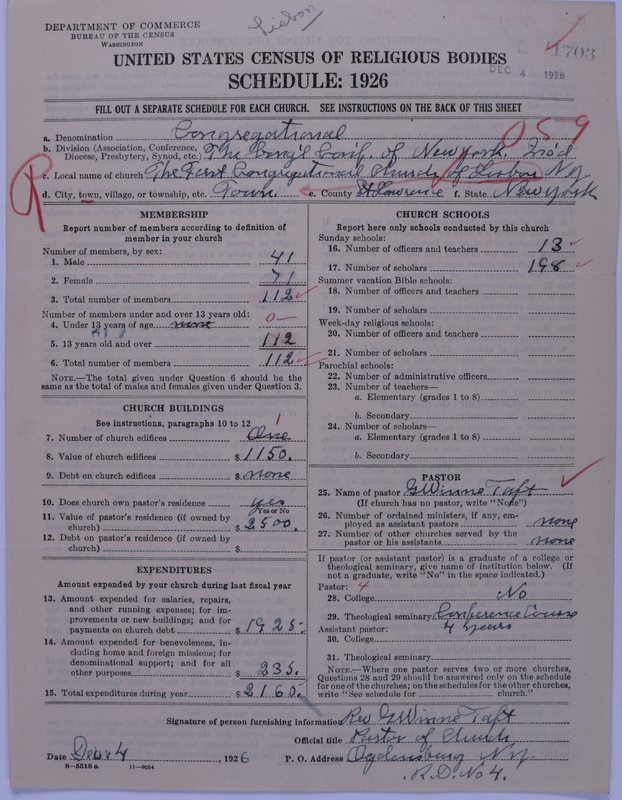 Lisbon
DEPARTMENT OF COMMERCE
BUREAU OF THE CENSUS
WASHINGTON
1703
DEC 4 1926
UNITED STATES CENSUS OF RELIGIOUS BODIES
SCHEDULE: 1926
FILL OUT A SEPARATE SCHEDULE FOR EACH CHURCH. SEE INSTRUCTIONS ON THE BACK OF THIS SHEET
059
a. Denomination Congregational
b. Division (Association, Conference, Diocese, Presbytery, Synod, etc.) The Cong'l Conf. of New York
c. Local name of church The First Congregational Church of Lisbon N.Y.
d. City, town, village, or township, etc. Town. e. County St Lawrence f. State New York
R
MEMBERSHIP
Report number of members according to definition of member in your church
Number of members, by sex:
1. Male 41
2. Female 71
3. Total number of members 112
Number of members under and over 13 years old:
4. Under 13 years of age none 0
5. 13 years old and over 112
6. Total number of members 112
NOTE.—The total given under Question 6 should be the same as the total of males and females given under Question 3.
CHURCH BUILDINGS
See instructions, paragraphs 10 to 12
7. Number of church edifices One 1
8. Value of church edifices $ 1150.
9. Debt on church edifices $ none
10. Does church own pastor's residence yes
Yes or No
11. Value of pastor's residence (if owned by church) $ 2500.
12. Debt on pastor's residence (if owned by church) $
EXPENDITURES
Amount expended by your church during last fiscal year
13. Amount expended for salaries, repairs, and other running expenses; for improvements or new buildings; and for payments on church debt $ 1925.
14. Amount expended for benevolences, including home and foreign missions; for denominational support; and for all other purposes $ 235.
15. Total expenditures during year $ 2160.
CHURCH SCHOOLS
Report here only schools conducted by this church
Sunday schools:
16. Number of officers and teachers 13
17. Number of scholars 198
Summer vacation Bible schools:
18. Number of officers and teachers
19. Number of scholars
Week-day religious schools:
20. Number of officers and teachers
21. Number of scholars
Parochial schools:
22. Number of administrative officers
23. Number of teachers—
a. Elementary (grades 1 to 8)
b. Secondary
24. Number of scholars—
a. Elementary (grades 1 to 8)
b. Secondary
PASTOR
25. Name of pastor G Winne Taft
(If church has no pastor, write "None")
26. Number of ordained ministers, if any, employed as assistant pastors none
27. Number of other churches served by the pastor or his assistants none
If pastor (or assistant pastor) is a graduate of a college or theological seminary, give name of institution below. (If not a graduate, write "No" in the space indicated.)
Pastor: 4
28. College No
29. Theological seminary Conference Course
Assistant pastor: 4 years
30. College
31. Theological seminary
NOTE.—Where one pastor serves two or more churches, Questions 28 and 29 should be answered only on the schedule for one of the churches; on the schedules for the other churches, write "See schedule for church."
Signature of person furnishing information Rev G Winne Taft
Official title Pastor of Church
Date Dec 4, 1926 P. O. Address Ogdensburg N.Y.
8—5518 a 11—9054 R.D. No 4.